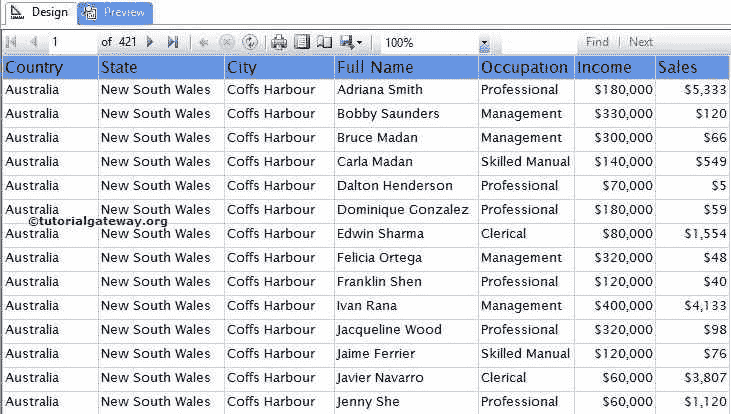 Design Preview
1 of 421 100% Find | Next
Country State City Full Name Occupation Income Sales
Australia New South Wales Coffs Harbour Adriana Smith Professional $180,000 $5,333
Australia New South Wales Coffs Harbour Bobby Saunders Management $330,000 $120
Australia New South Wales Coffs Harbour Bruce Madan Management $300,000 $66
Australia New South Wales Coffs Harbour Carla Madan Skilled Manual $140,000 $549
Australia New South Wales Coffs Harbour Dalton Henderson Professional $70,000 $5
Australia New South Wales Coffs Harbour Dominique Gonzalez Professional $180,000 $59
©tutorialgateway.org
Australia New South Wales Coffs Harbour Edwin Sharma Clerical $80,000 $1,554
Australia New South Wales Coffs Harbour Felicia Ortega Management $320,000 $48
Australia New South Wales Coffs Harbour Franklin Shen Professional $120,000 $40
Australia New South Wales Coffs Harbour Ivan Rana Management $400,000 $4,133
Australia New South Wales Coffs Harbour Jacqueline Wood Professional $320,000 $98
Australia New South Wales Coffs Harbour Jaime Ferrier Skilled Manual $120,000 $76
Australia New South Wales Coffs Harbour Javier Navarro Clerical $60,000 $3,807
Australia New South Wales Coffs Harbour Jenny She Professional $60,000 $1,120